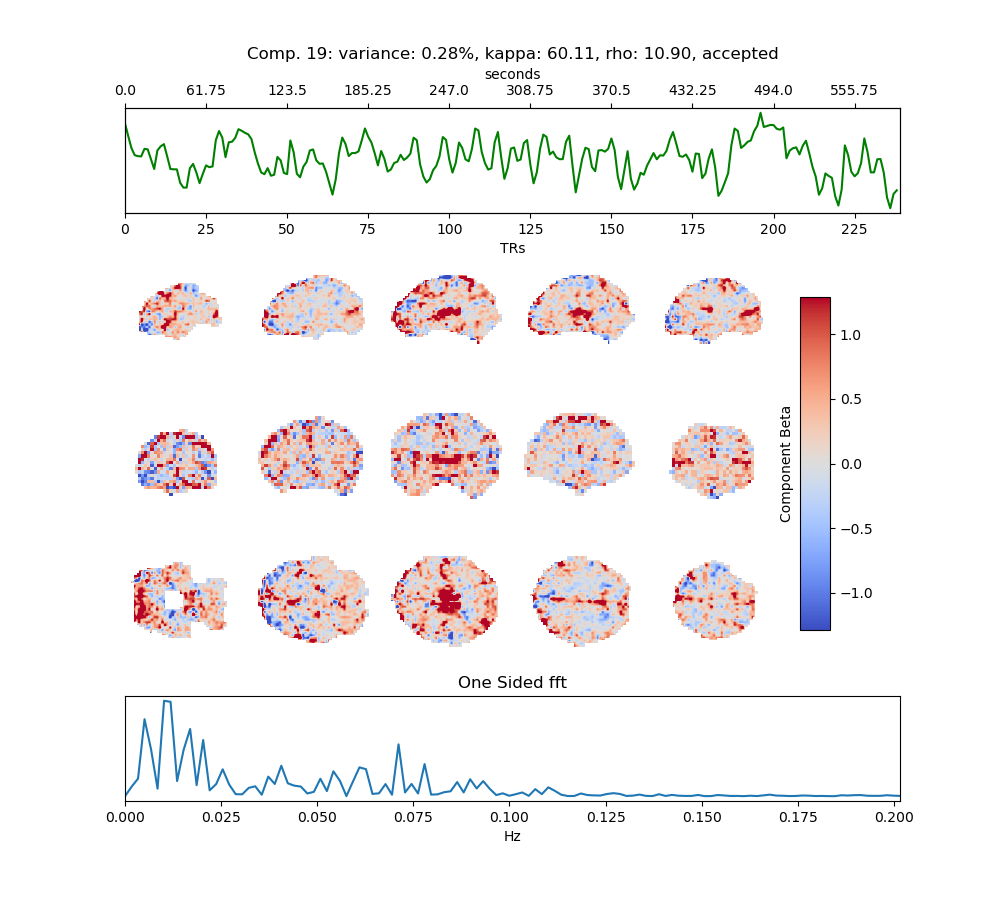 Comp. 19: variance: 0.28%, kappa: 60.11, rho: 10.90, accepted
seconds
0.0 61.75 123.5 185.25 247.0 308.75 370.5 432.25 494.0 555.75
0 25 50 75 100 125 150 175 200 225
TRs
1.0
0.5
0.0
−0.5
−1.0
Component Beta
One Sided fft
0.000 0.025 0.050 0.075 0.100 0.125 0.150 0.175 0.200
Hz